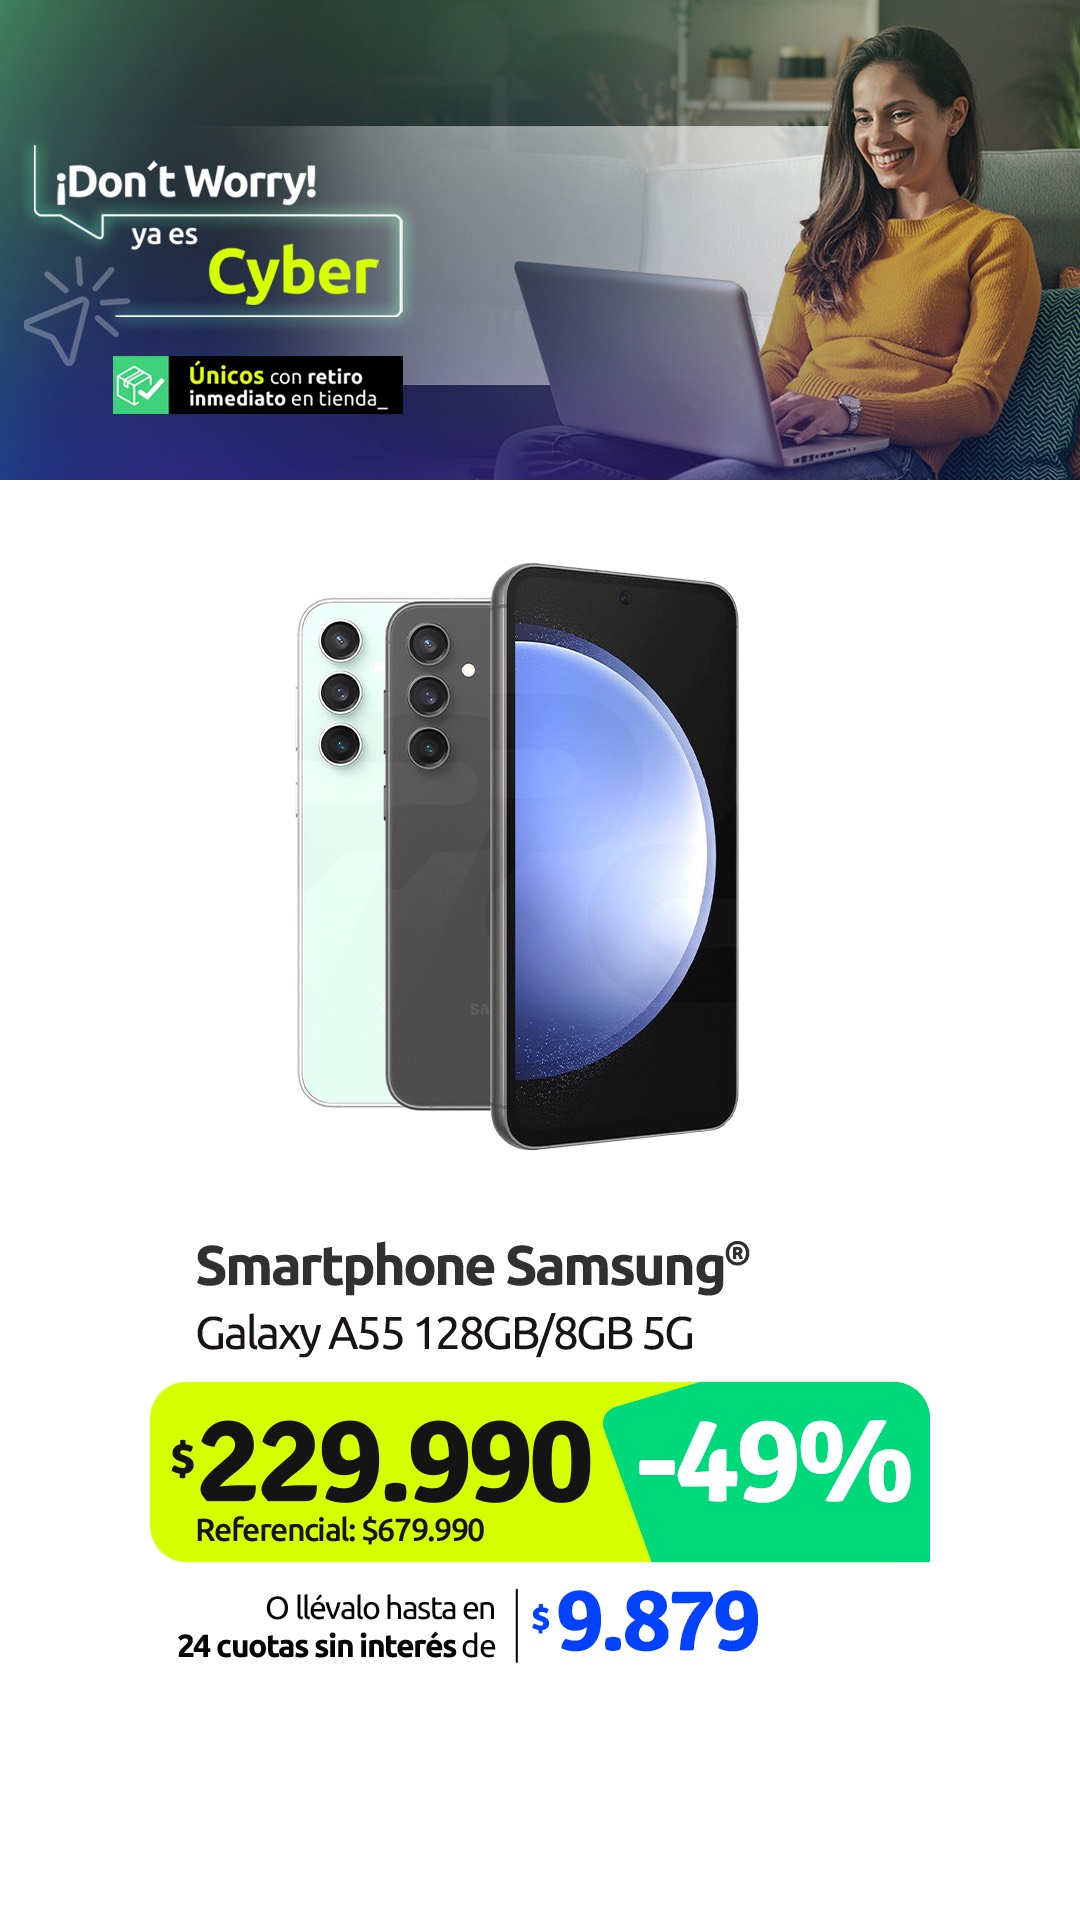 ¡Don´t Worry!
ya es
Cyber
Únicos con retiro
inmediato en tienda_
SA
Smartphone Samsung®
Galaxy A55 128GB/8GB 5G
$229.990
-49%
Referencial: $679.990
O llévalo hasta en
24 cuotas sin interés de
$9.879